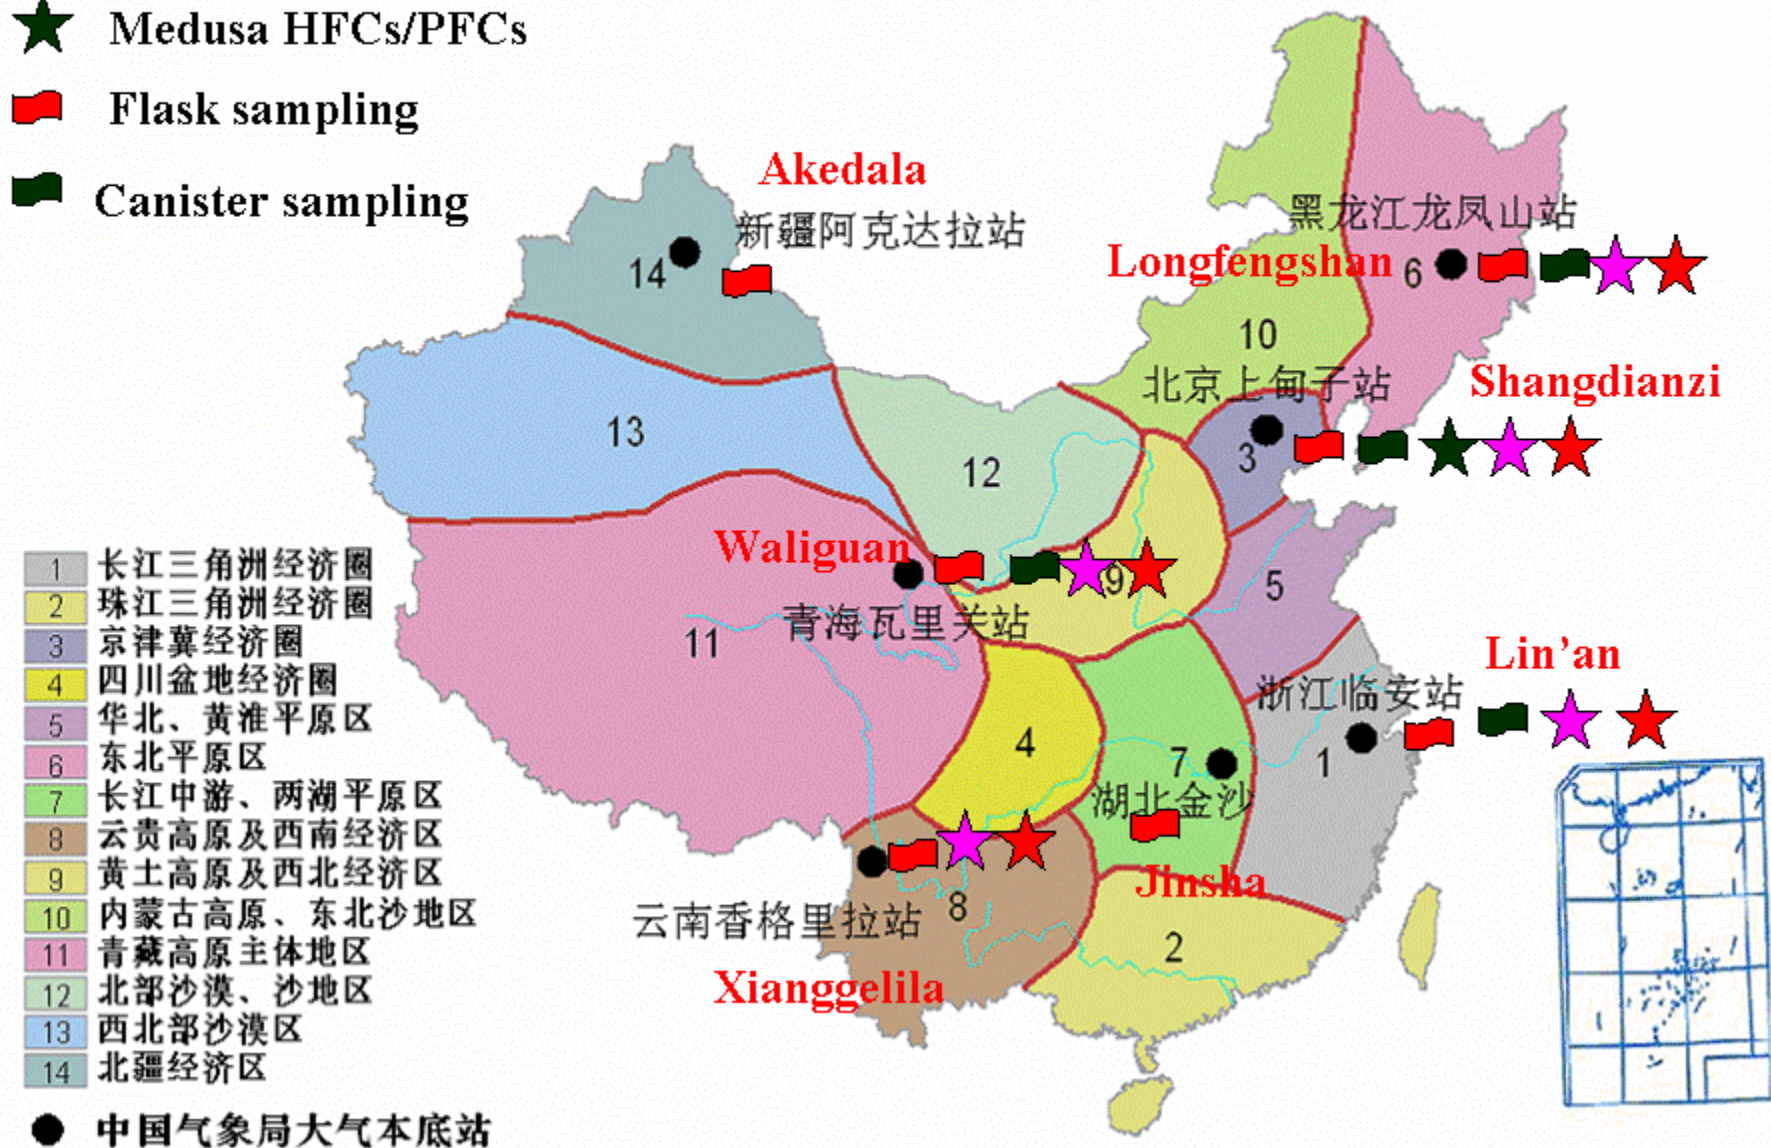 Medusa HFCs/PFCs
Flask sampling
Canister sampling
Akedala
新疆阿克达拉站
14
黑龙江龙凤山站
Longfengshan
6
10
北京上甸子站
Shangdianzi
3
13
12
Waliguan
9
青海瓦里关站
11
5
Lin’an
浙江临安站
4
7
1
湖北金沙
Jinsha
8
云南香格里拉站
2
Xianggelila
1 长江三角洲经济圈
2 珠江三角洲经济圈
3 京津冀经济圈
4 四川盆地经济圈
5 华北、黄淮平原区
6 东北平原区
7 长江中游、两湖平原区
8 云贵高原及西南经济区
9 黄土高原及西北经济区
10 内蒙古高原、东北沙地区
11 青藏高原主体地区
12 北部沙漠、沙地区
13 西北部沙漠区
14 北疆经济区
中国气象局大气本底站